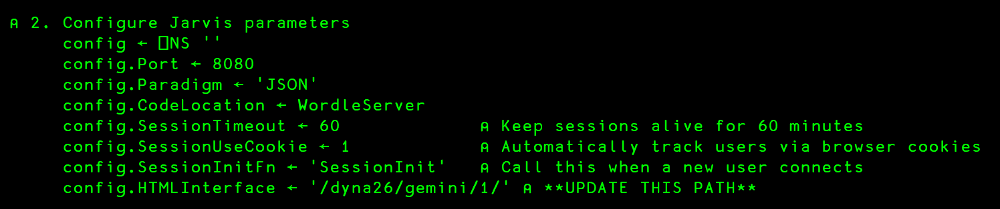 ⍝ 2. Configure Jarvis parameters
     config ← ⎕NS ''
     config.Port ← 8080
     config.Paradigm ← 'JSON'
     config.CodeLocation ← WordleServer
     config.SessionTimeout ← 60             ⍝ Keep sessions alive for 60 minutes
     config.SessionUseCookie ← 1            ⍝ Automatically track users via browser cookies
     config.SessionInitFn ← 'SessionInit'   ⍝ Call this when a new user connects
     config.HTMLInterface ← '/dyna26/gemini/1/' ⍝ **UPDATE THIS PATH**